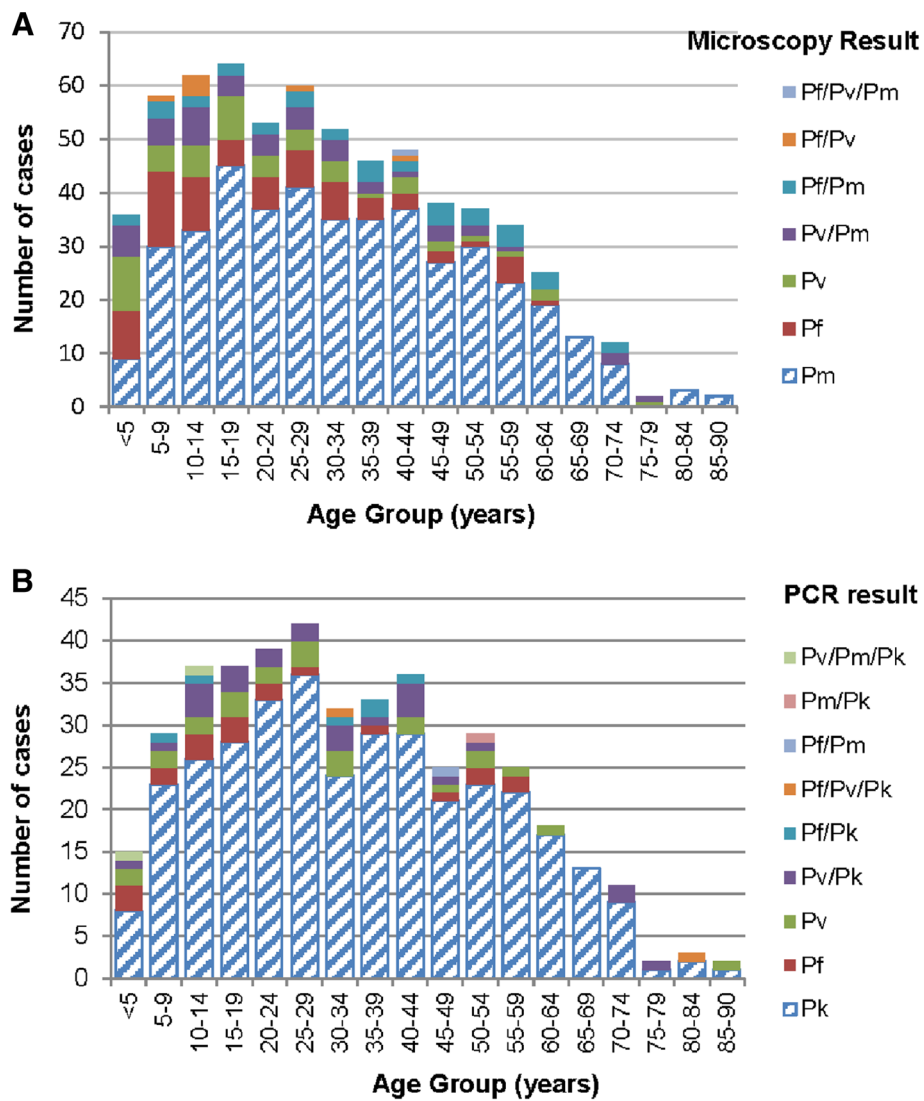 A
Microscopy Result
70
60
50
40
30
20
10
0
Number of cases
Pf/Pv/Pm
Pf/Pv
Pf/Pm
Pv/Pm
Pv
Pf
Pm
<5
5-9
10-14
15-19
20-24
25-29
30-34
35-39
40-44
45-49
50-54
55-59
60-64
65-69
70-74
75-79
80-84
85-90
Age Group (years)
B
PCR result
45
40
35
30
25
20
15
10
5
0
Number of cases
Pv/Pm/Pk
Pm/Pk
Pf/Pm
Pf/Pv/Pk
Pf/Pk
Pv/Pk
Pv
Pf
Pk
<5
5-9
10-14
15-19
20-24
25-29
30-34
35-39
40-44
45-49
50-54
55-59
60-64
65-69
70-74
75-79
80-84
85-90
Age Group (years)